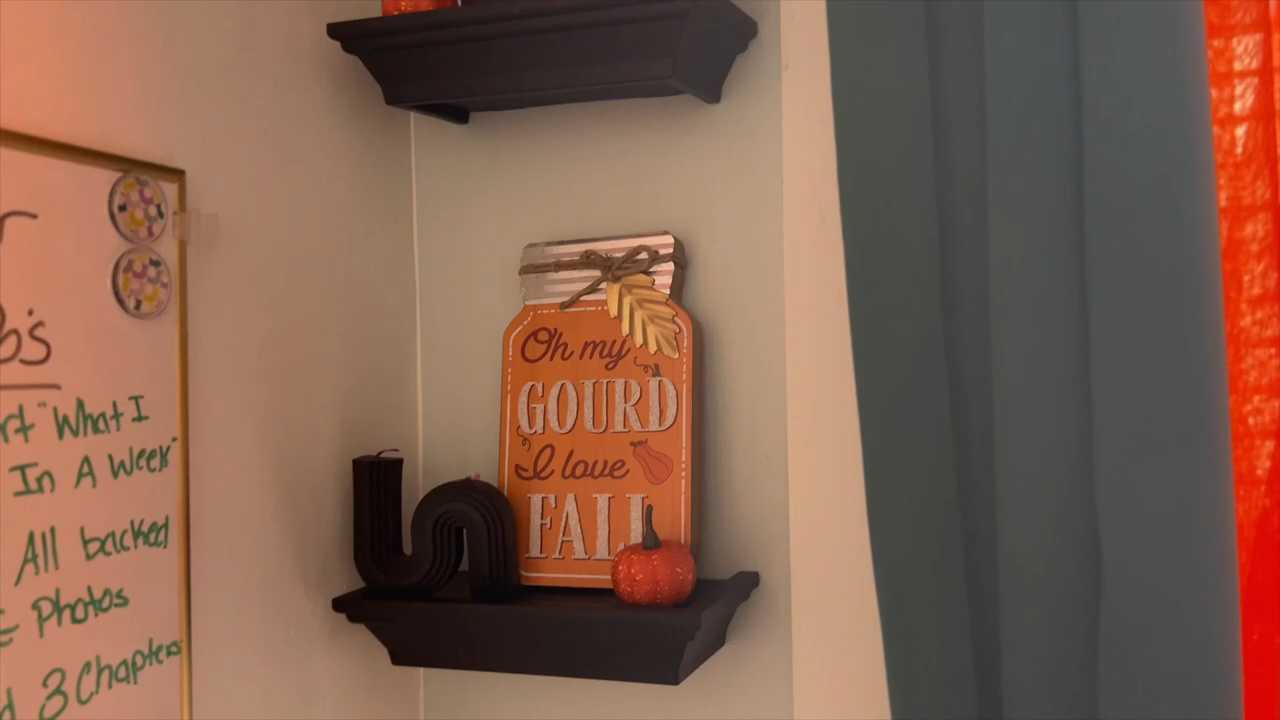 b's
"What I
In A Week"
All backed
Photos
3 Chapters
Oh my
GOURD
I love
FALL